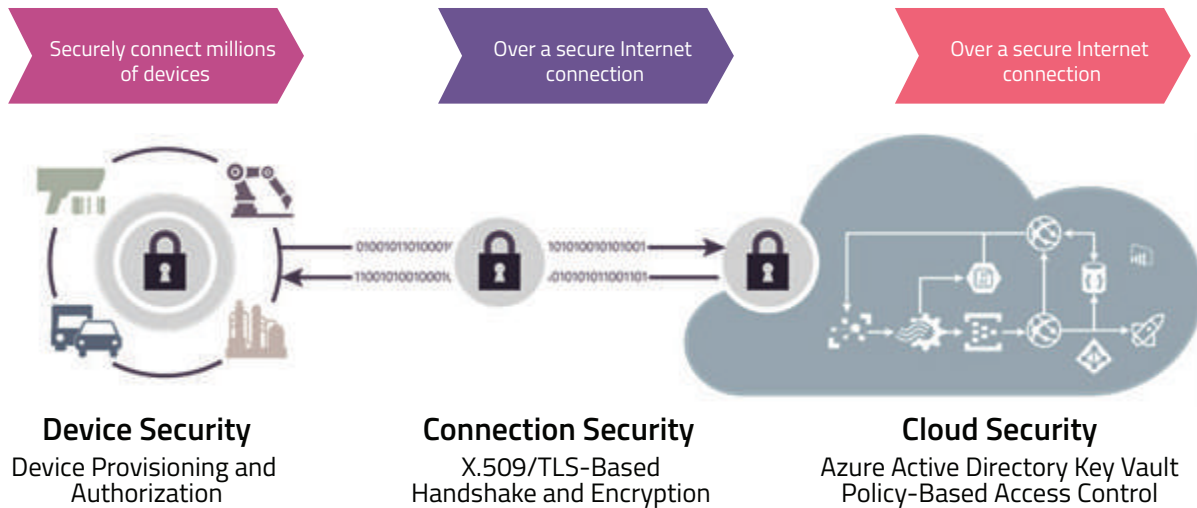 Securely connect millions
of devices
Over a secure Internet
connection
Over a secure Internet
connection
Device Security
Device Provisioning and
Authorization
Connection Security
X.509/TLS-Based
Handshake and Encryption
Cloud Security
Azure Active Directory Key Vault
Policy-Based Access Control